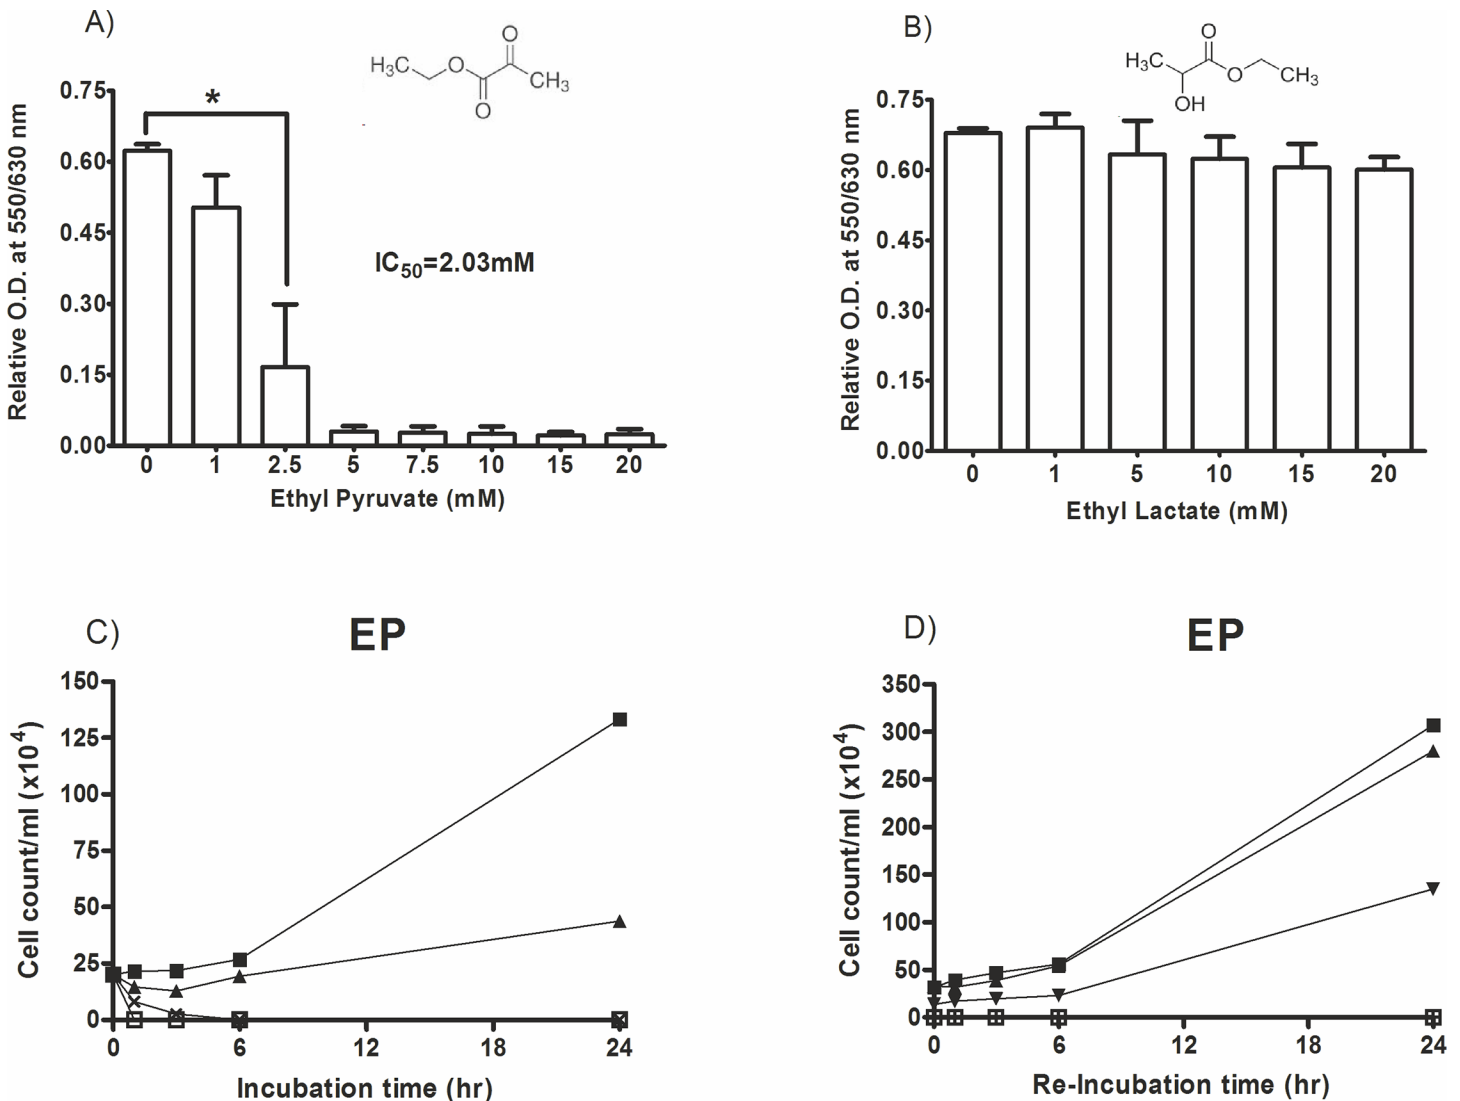 A)
H₃C O O O CH₃
Relative O.D. at 550/630 nm
0.75
0.60
0.45
0.30
0.15
0.00
*
IC50=2.03mM
0 1 2.5 5 7.5 10 15 20
Ethyl Pyruvate (mM)
B)
H₃C O O CH₃ OH
Relative O.D. at 550/630 nm
0.75
0.60
0.45
0.30
0.15
0.00
0 1 5 10 15 20
Ethyl Lactate (mM)
C)
EP
Cell count/ml (x10⁴)
150
125
100
75
50
25
0
0 6 12 18 24
Incubation time (hr)
D)
EP
Cell count/ml (x10⁴)
350
300
250
200
150
100
50
0
0 6 12 18 24
Re-Incubation time (hr)